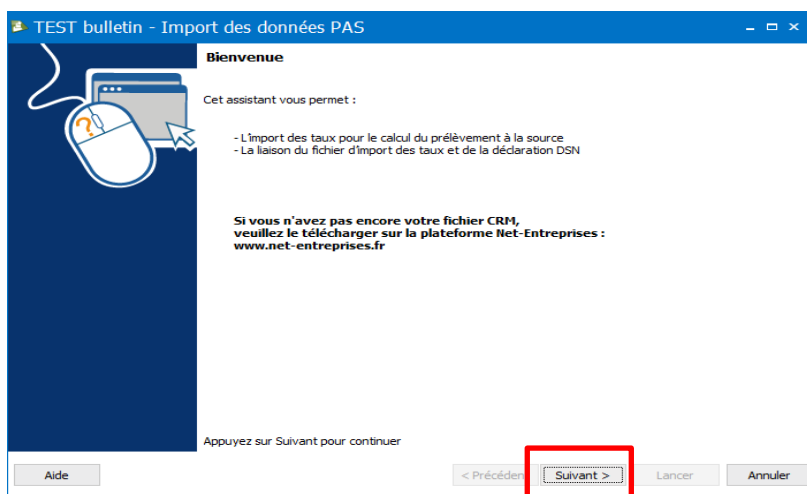 TEST bulletin - Import des données PAS
Bienvenue
Cet assistant vous permet :
- L'import des taux pour le calcul du prélèvement à la source
- La liaison du fichier d'import des taux et de la déclaration DSN
Si vous n'avez pas encore votre fichier CRM,
veuillez le télécharger sur la plateforme Net-Entreprises :
www.net-entreprises.fr
Appuyez sur Suivant pour continuer
Aide
< Précéden
Suivant >
Lancer
Annuler